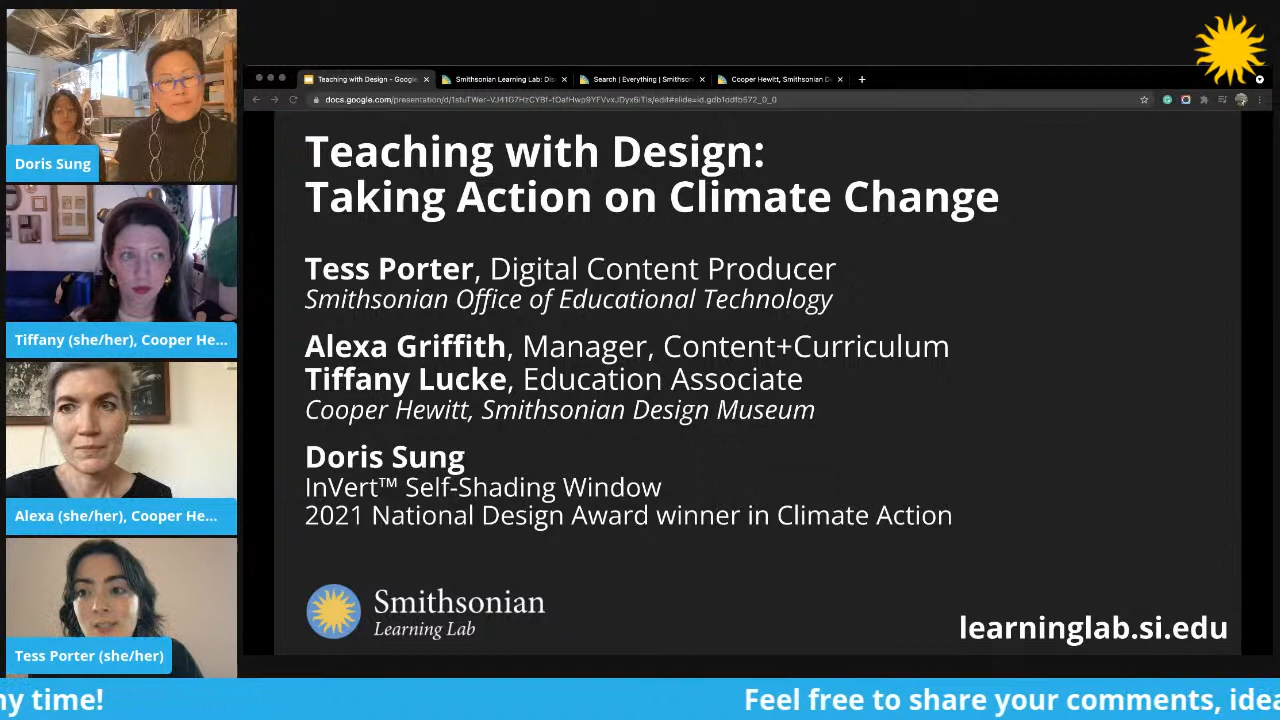 Teaching with Design - Google
Smithsonian Learning Lab: Dis
Search | Everything | Smithson
Cooper Hewitt, Smithsonian De
Teaching with Design:
Taking Action on Climate Change
Tess Porter, Digital Content Producer
Smithsonian Office of Educational Technology
Alexa Griffith, Manager, Content+Curriculum
Tiffany Lucke, Education Associate
Cooper Hewitt, Smithsonian Design Museum
Doris Sung
InVert™ Self-Shading Window
2021 National Design Award winner in Climate Action
Smithsonian
Learning Lab
learninglab.si.edu
Doris Sung
Tiffany (she/her), Cooper He...
Alexa (she/her), Cooper He...
Tess Porter (she/her)
ny time!
Feel free to share your comments, idea